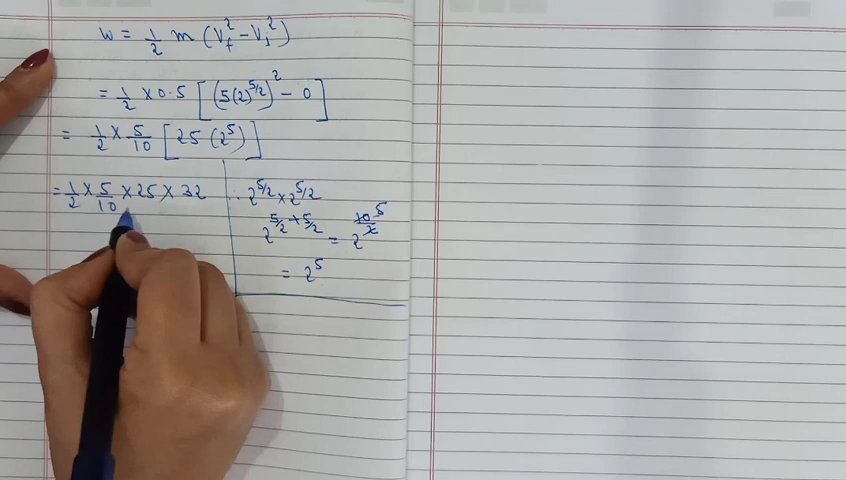 W = 1/2 m (V_f^2 - V_i^2)
= 1/2 × 0.5 [(5(2)^{5/2})^2 - 0]
= 1/2 × 5/10 [25 (2^5)]
= 1/2 × 5/10 × 25 × 32
∴ 2^{5/2} × 2^{5/2}
2^{5/2 + 5/2} = 2^{10/2} 5
= 2^5